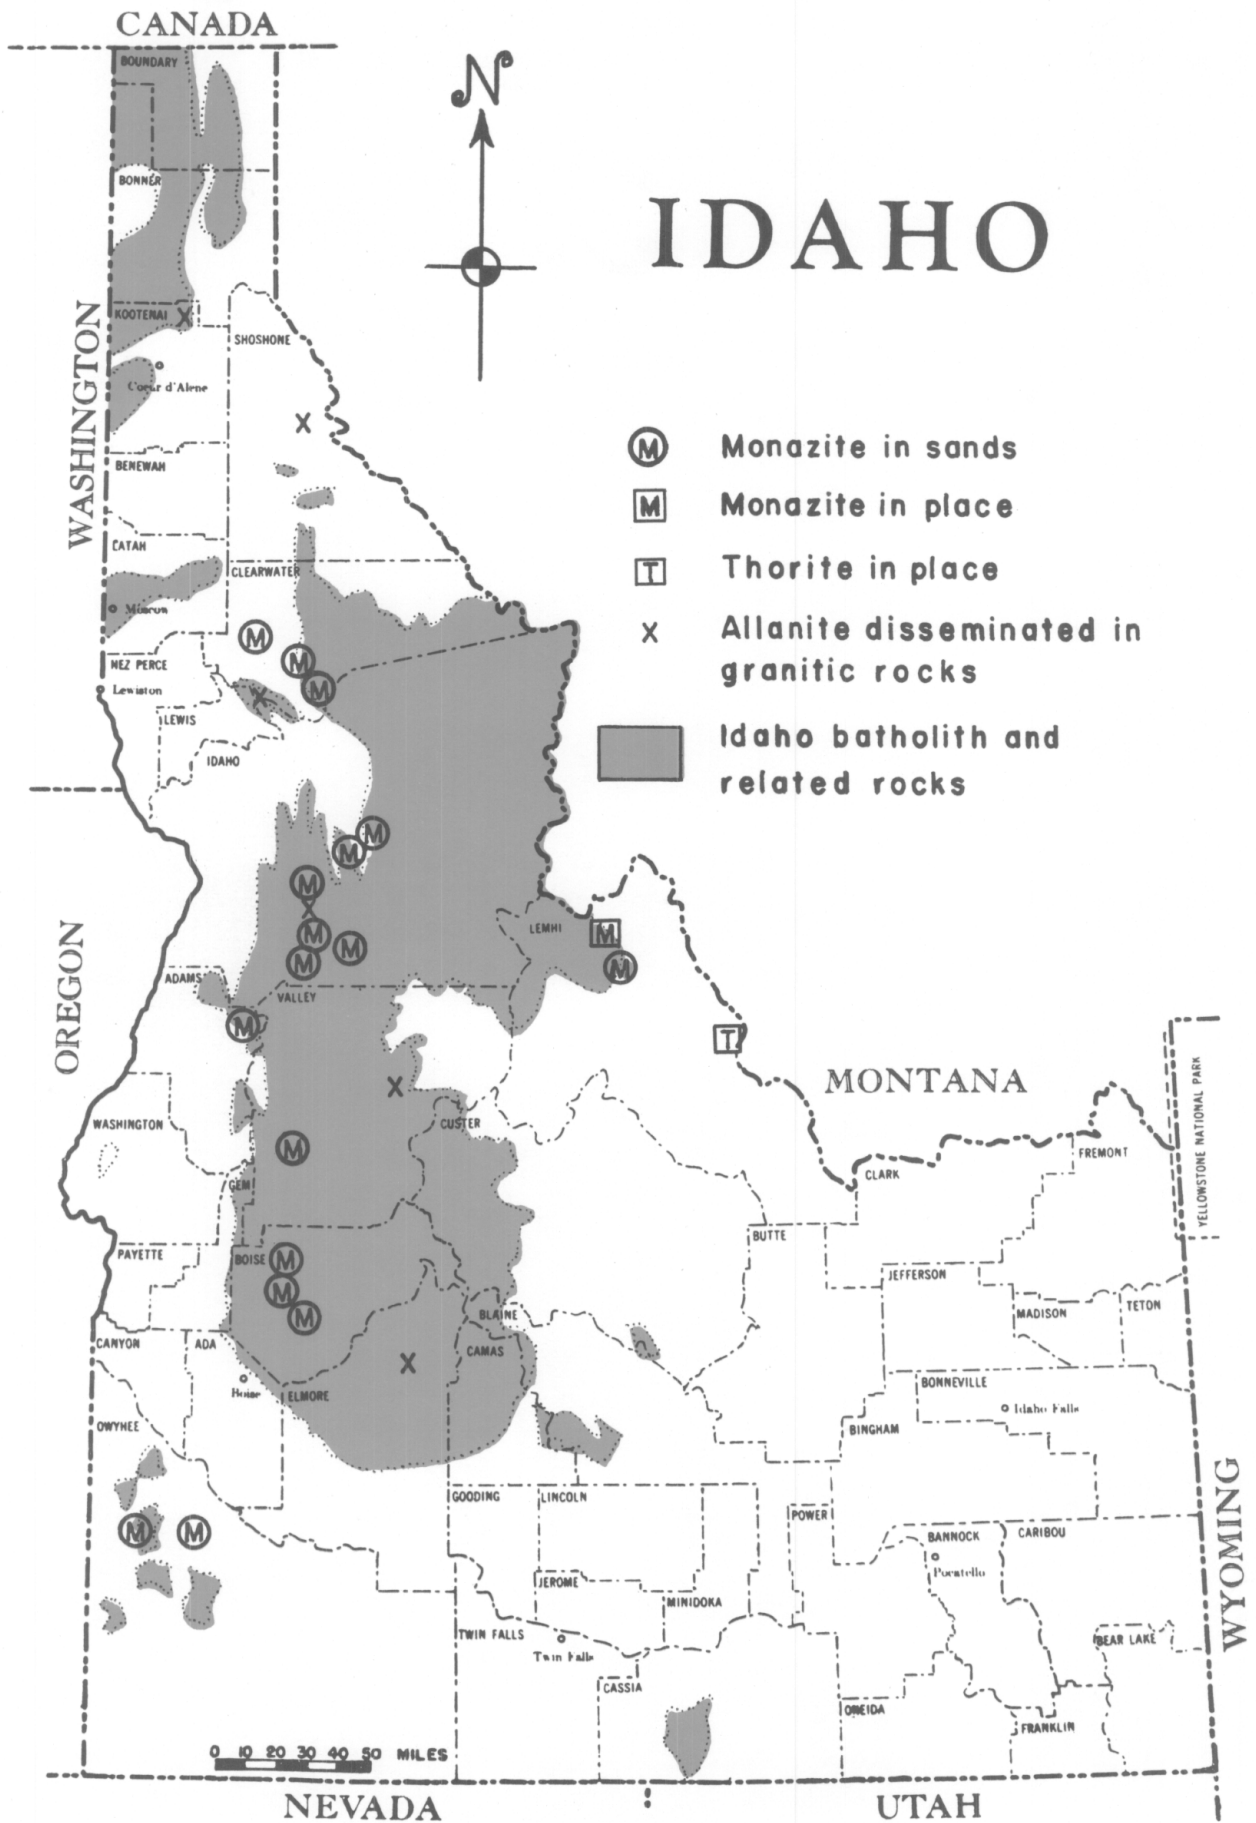 CANADA
N
IDAHO
BOUNDARY
BONNER
KOOTENAI
X
SHOSHONE
Coeur d'Alene
WASHINGTON
X
BENEWAH
LATAH
CLEARWATER
Moscow
M
M
M
NEZ PERCE
Lewiston
X
LEWIS
IDAHO
M Monazite in sands
M Monazite in place
T Thorite in place
X Allanite disseminated in
granitic rocks
Idaho batholith and
related rocks
M
M
M
X
M
M
M
LEMHI
M
M
OREGON
ADAMS
VALLEY
M
T
MONTANA
X
WASHINGTON
CUSTER
M
GEM
CLARK
FREMONT
YELLOWSTONE NATIONAL PARK
PAYETTE
BOISE
M
M
M
BUTTE
JEFFERSON
MADISON
TETON
CANYON
ADA
BLAINE
CAMAS
X
Boise
ELMORE
BONNEVILLE
Idaho Falls
BINGHAM
OWYHEE
M
M
GOODING
LINCOLN
POWER
BANNOCK
CARIBOU
Pocatello
JEROME
MINIDOKA
TWIN FALLS
Twin Falls
CASSIA
BEAR LAKE
ONEIDA
FRANKLIN
WYOMING
0 10 20 30 40 50 MILES
NEVADA
UTAH